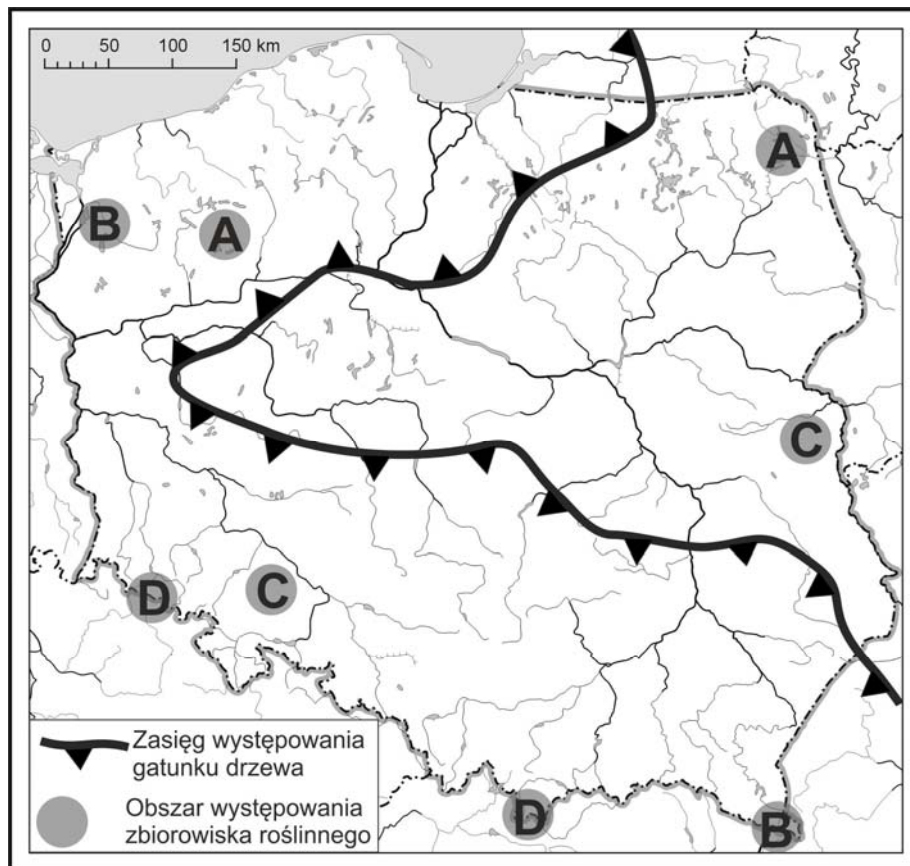 0 50 100 150 km
A
B
A
C
C
D
D
B
Zasięg występowania
gatunku drzewa
Obszar występowania
zbiorowiska roślinnego